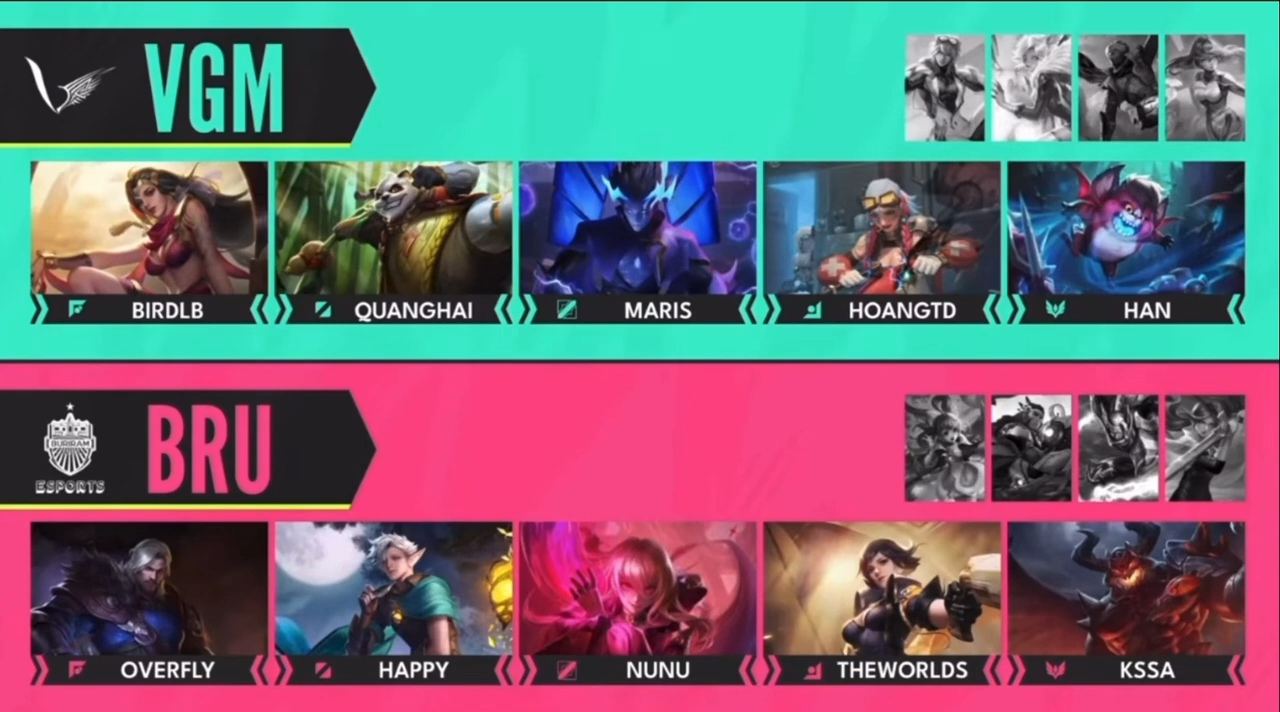 VGM
BIRDLB
QUANGHAI
MARIS
HOANGTD
HAN
BURIRAM
ESPORTS
BRU
OVERFLY
HAPPY
NUNU
THEWORLDS
KSSA